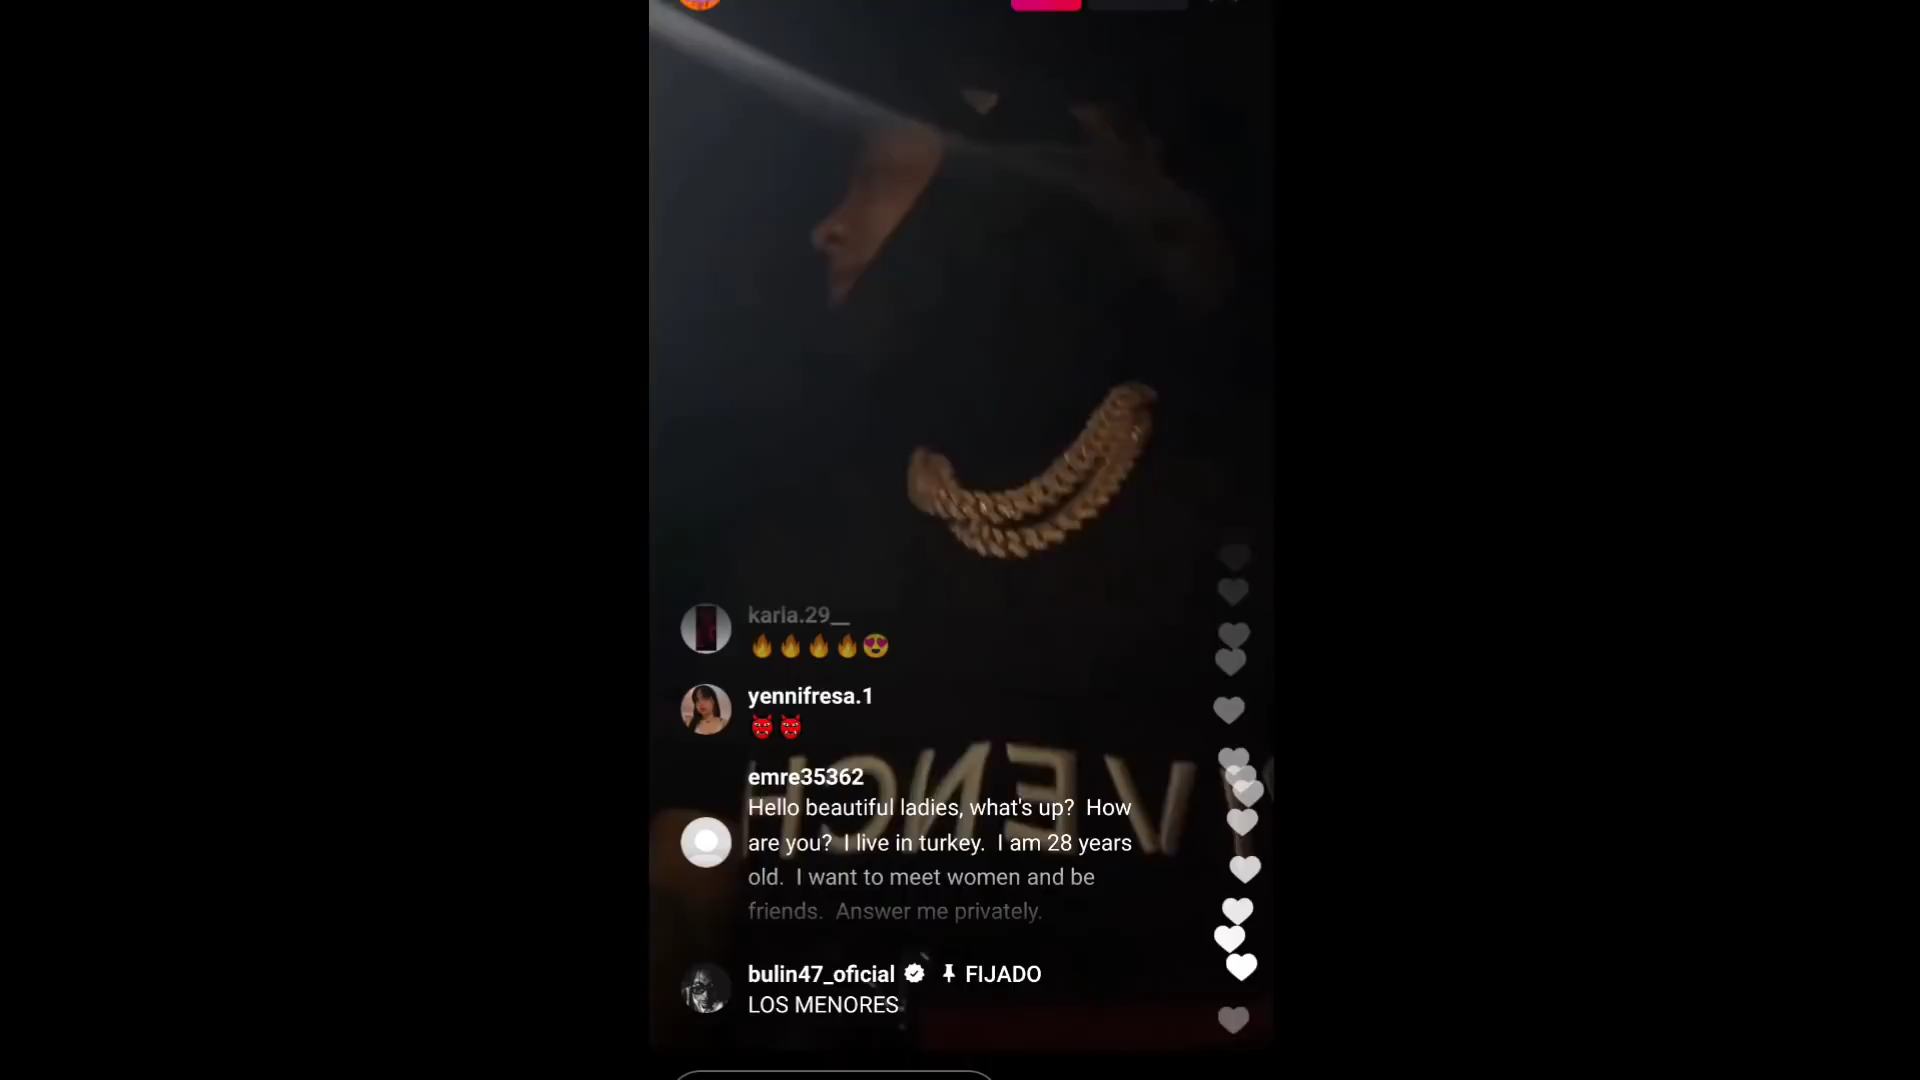 karla.29__
🔥🔥🔥🔥😍
yennifresa.1
👹👹
emre35362
Hello beautiful ladies, what's up? How
are you? I live in turkey. I am 28 years
old. I want to meet women and be
friends. Answer me privately.
VENCH
bulin47_oficial FIJADO
LOS MENORES